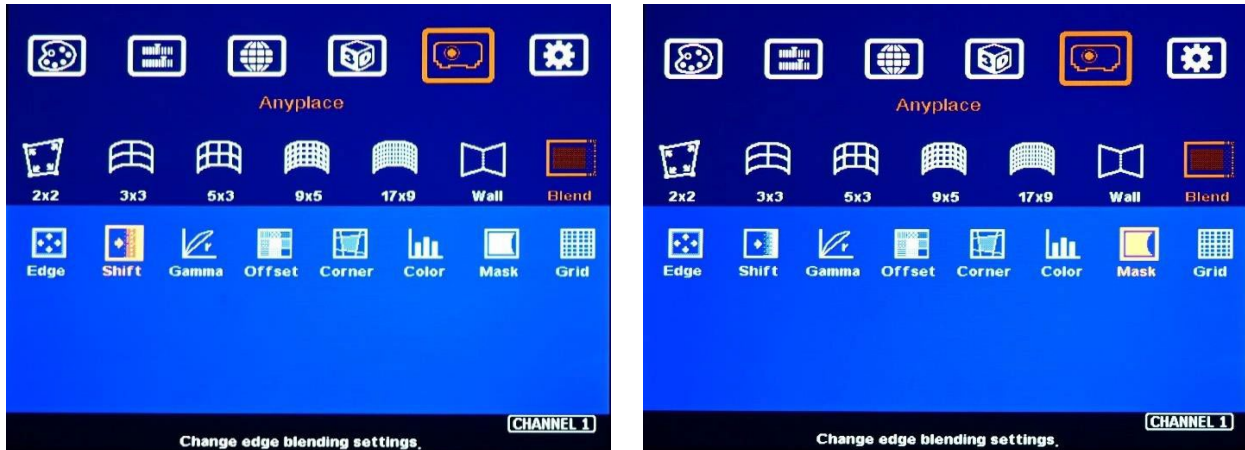 3D
Anyplace
2x2 3x3 5x3 9x5 17x9 Wall Blend
Edge Shift Gamma Offset Corner Color Mask Grid
CHANNEL 1
Change edge blending settings.
3D
Anyplace
2x2 3x3 5x3 9x5 17x9 Wall Blend
Edge Shift Gamma Offset Corner Color Mask Grid
CHANNEL 1
Change edge blending settings.